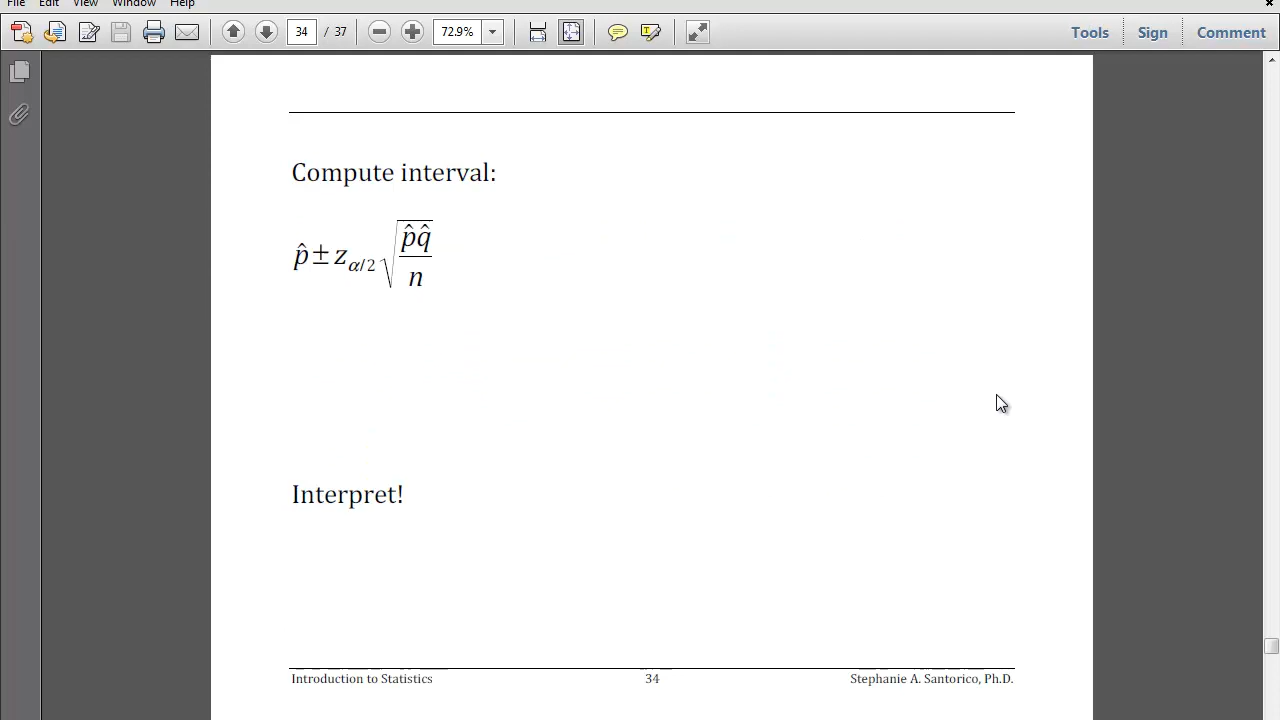 File Edit View Window Help
34 / 37 72.9% Tools Sign Comment
Compute interval:
p̂ ± z_{α/2} √(p̂q̂/n)
Interpret!
Introduction to Statistics 34 Stephanie A. Santorico, Ph.D.